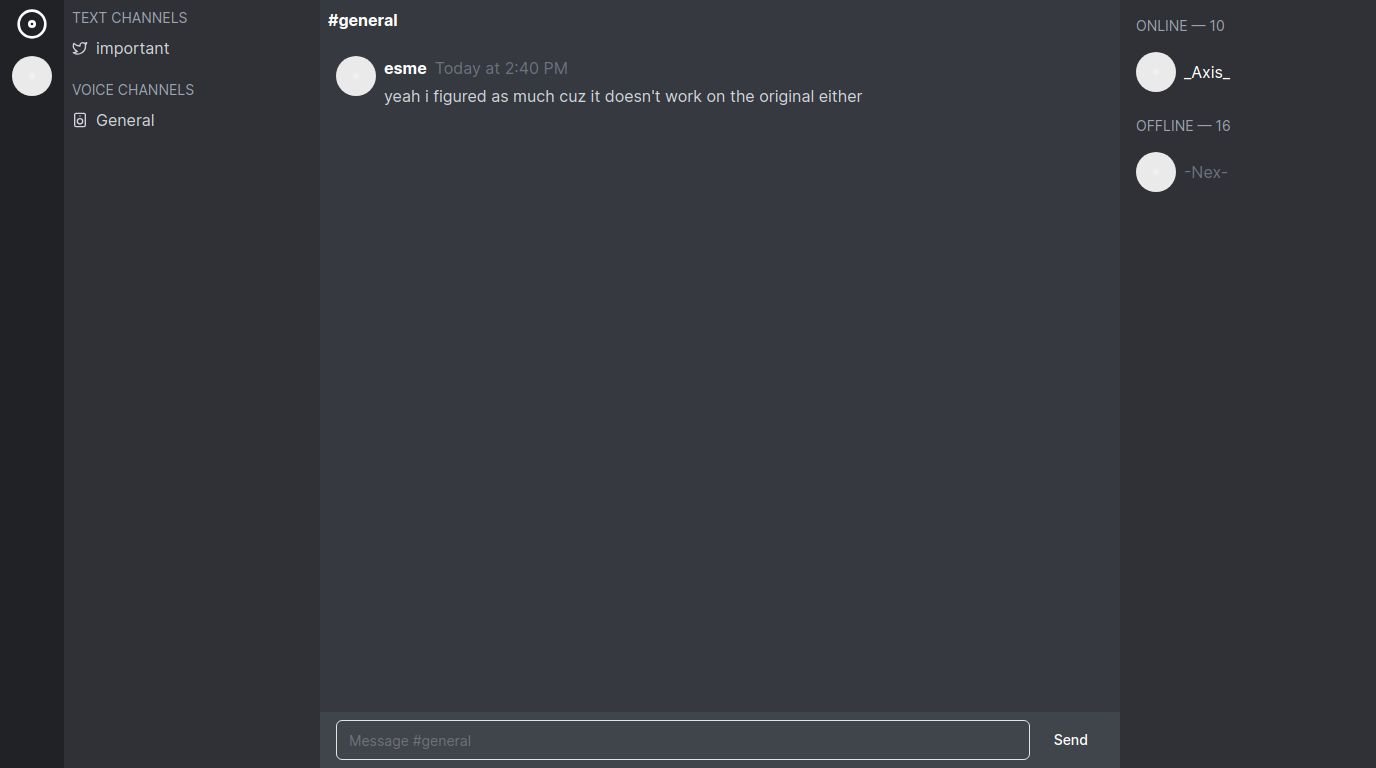 TEXT CHANNELS
important
VOICE CHANNELS
General
#general
esme Today at 2:40 PM
yeah i figured as much cuz it doesn't work on the original either
Message #general
Send
ONLINE — 10
_Axis_
OFFLINE — 16
-Nex-